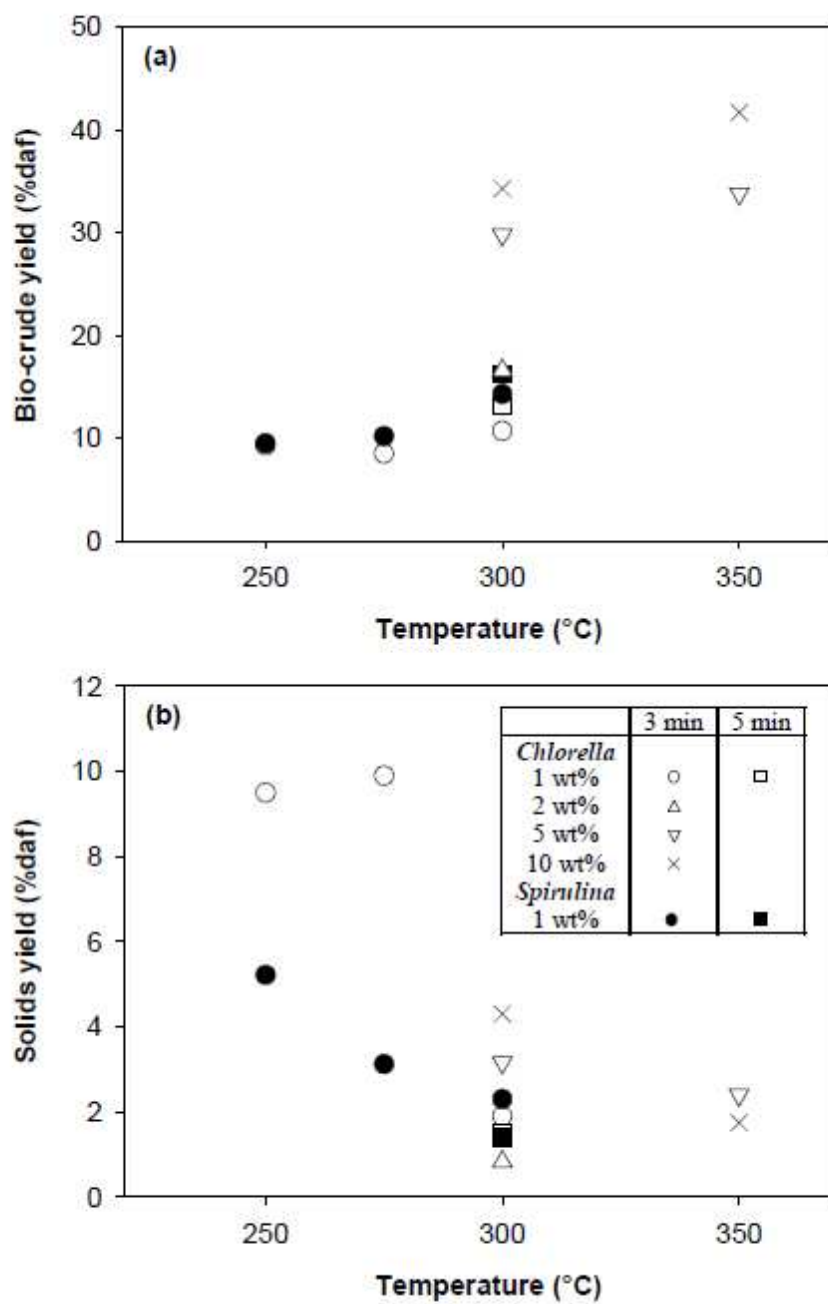 50
(a)
40
30
20
10
0
Bio-crude yield (%daf)
250 300 350
Temperature (°C)
12
(b)
10
8
6
4
2
0
Solids yield (%daf)
3 min 5 min
Chlorella
1 wt%
2 wt%
5 wt%
10 wt%
Spirulina
1 wt%
250 300 350
Temperature (°C)